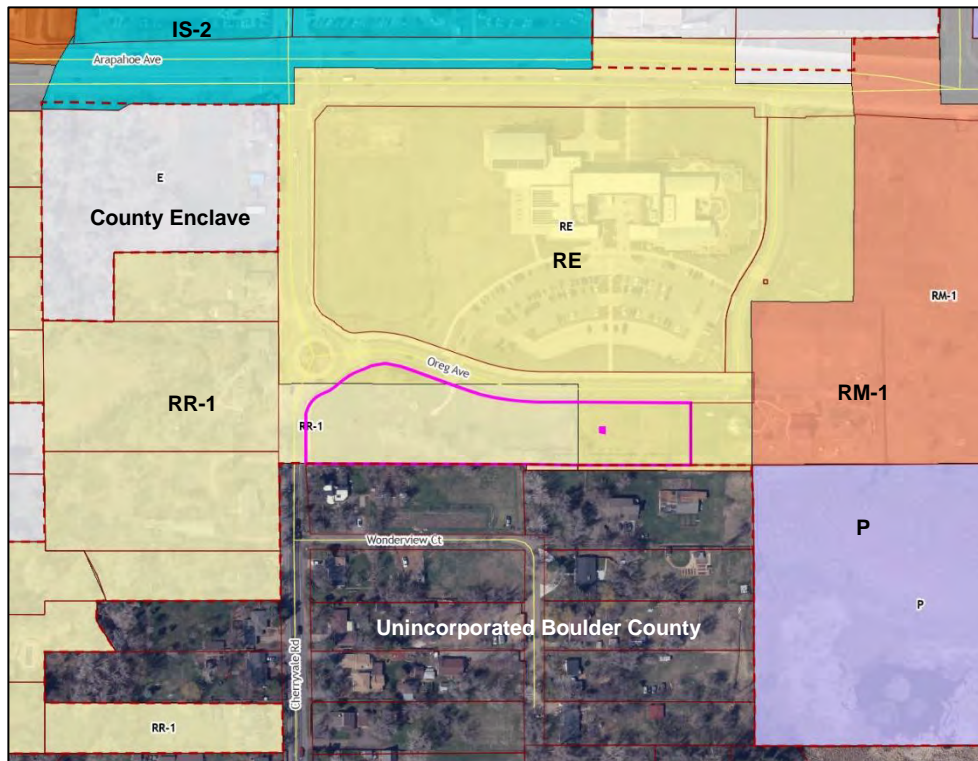 IS-2
Arapahoe Ave
E
County Enclave
RE
RE
RM-1
Oreg Ave
RR-1
RM-1
RR-1
P
Wonderview Ct
P
Unincorporated Boulder County
Cherryvale Rd
RR-1